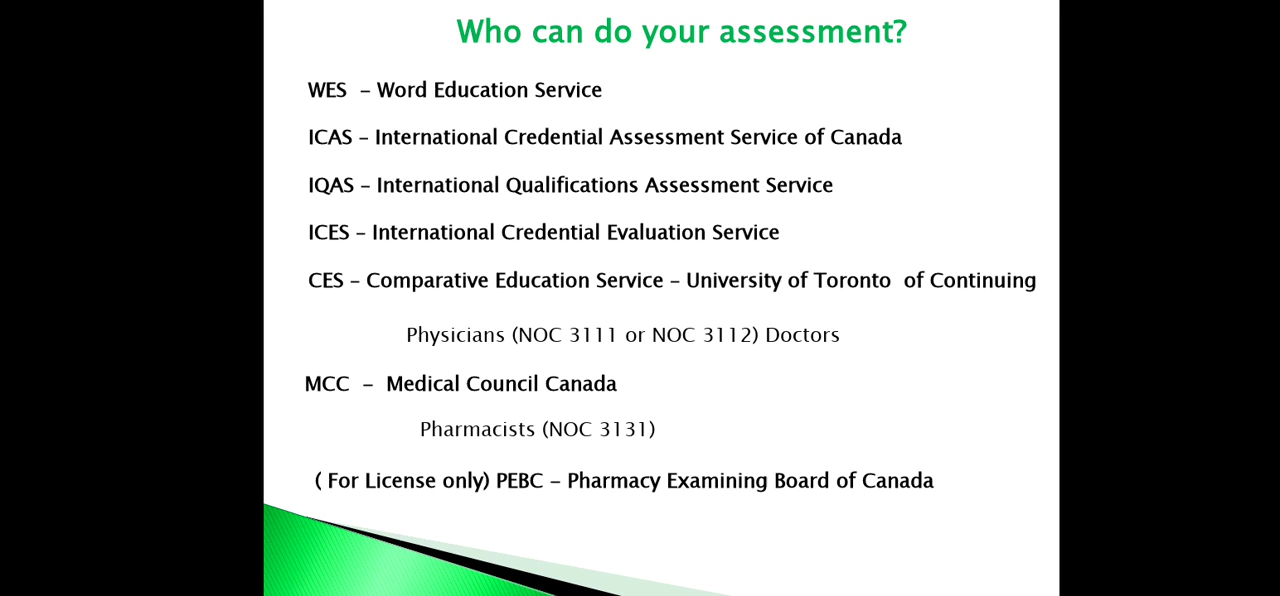 Who can do your assessment?
WES – Word Education Service
ICAS – International Credential Assessment Service of Canada
IQAS – International Qualifications Assessment Service
ICES – International Credential Evaluation Service
CES – Comparative Education Service – University of Toronto of Continuing
Physicians (NOC 3111 or NOC 3112) Doctors
MCC – Medical Council Canada
Pharmacists (NOC 3131)
( For License only) PEBC – Pharmacy Examining Board of Canada